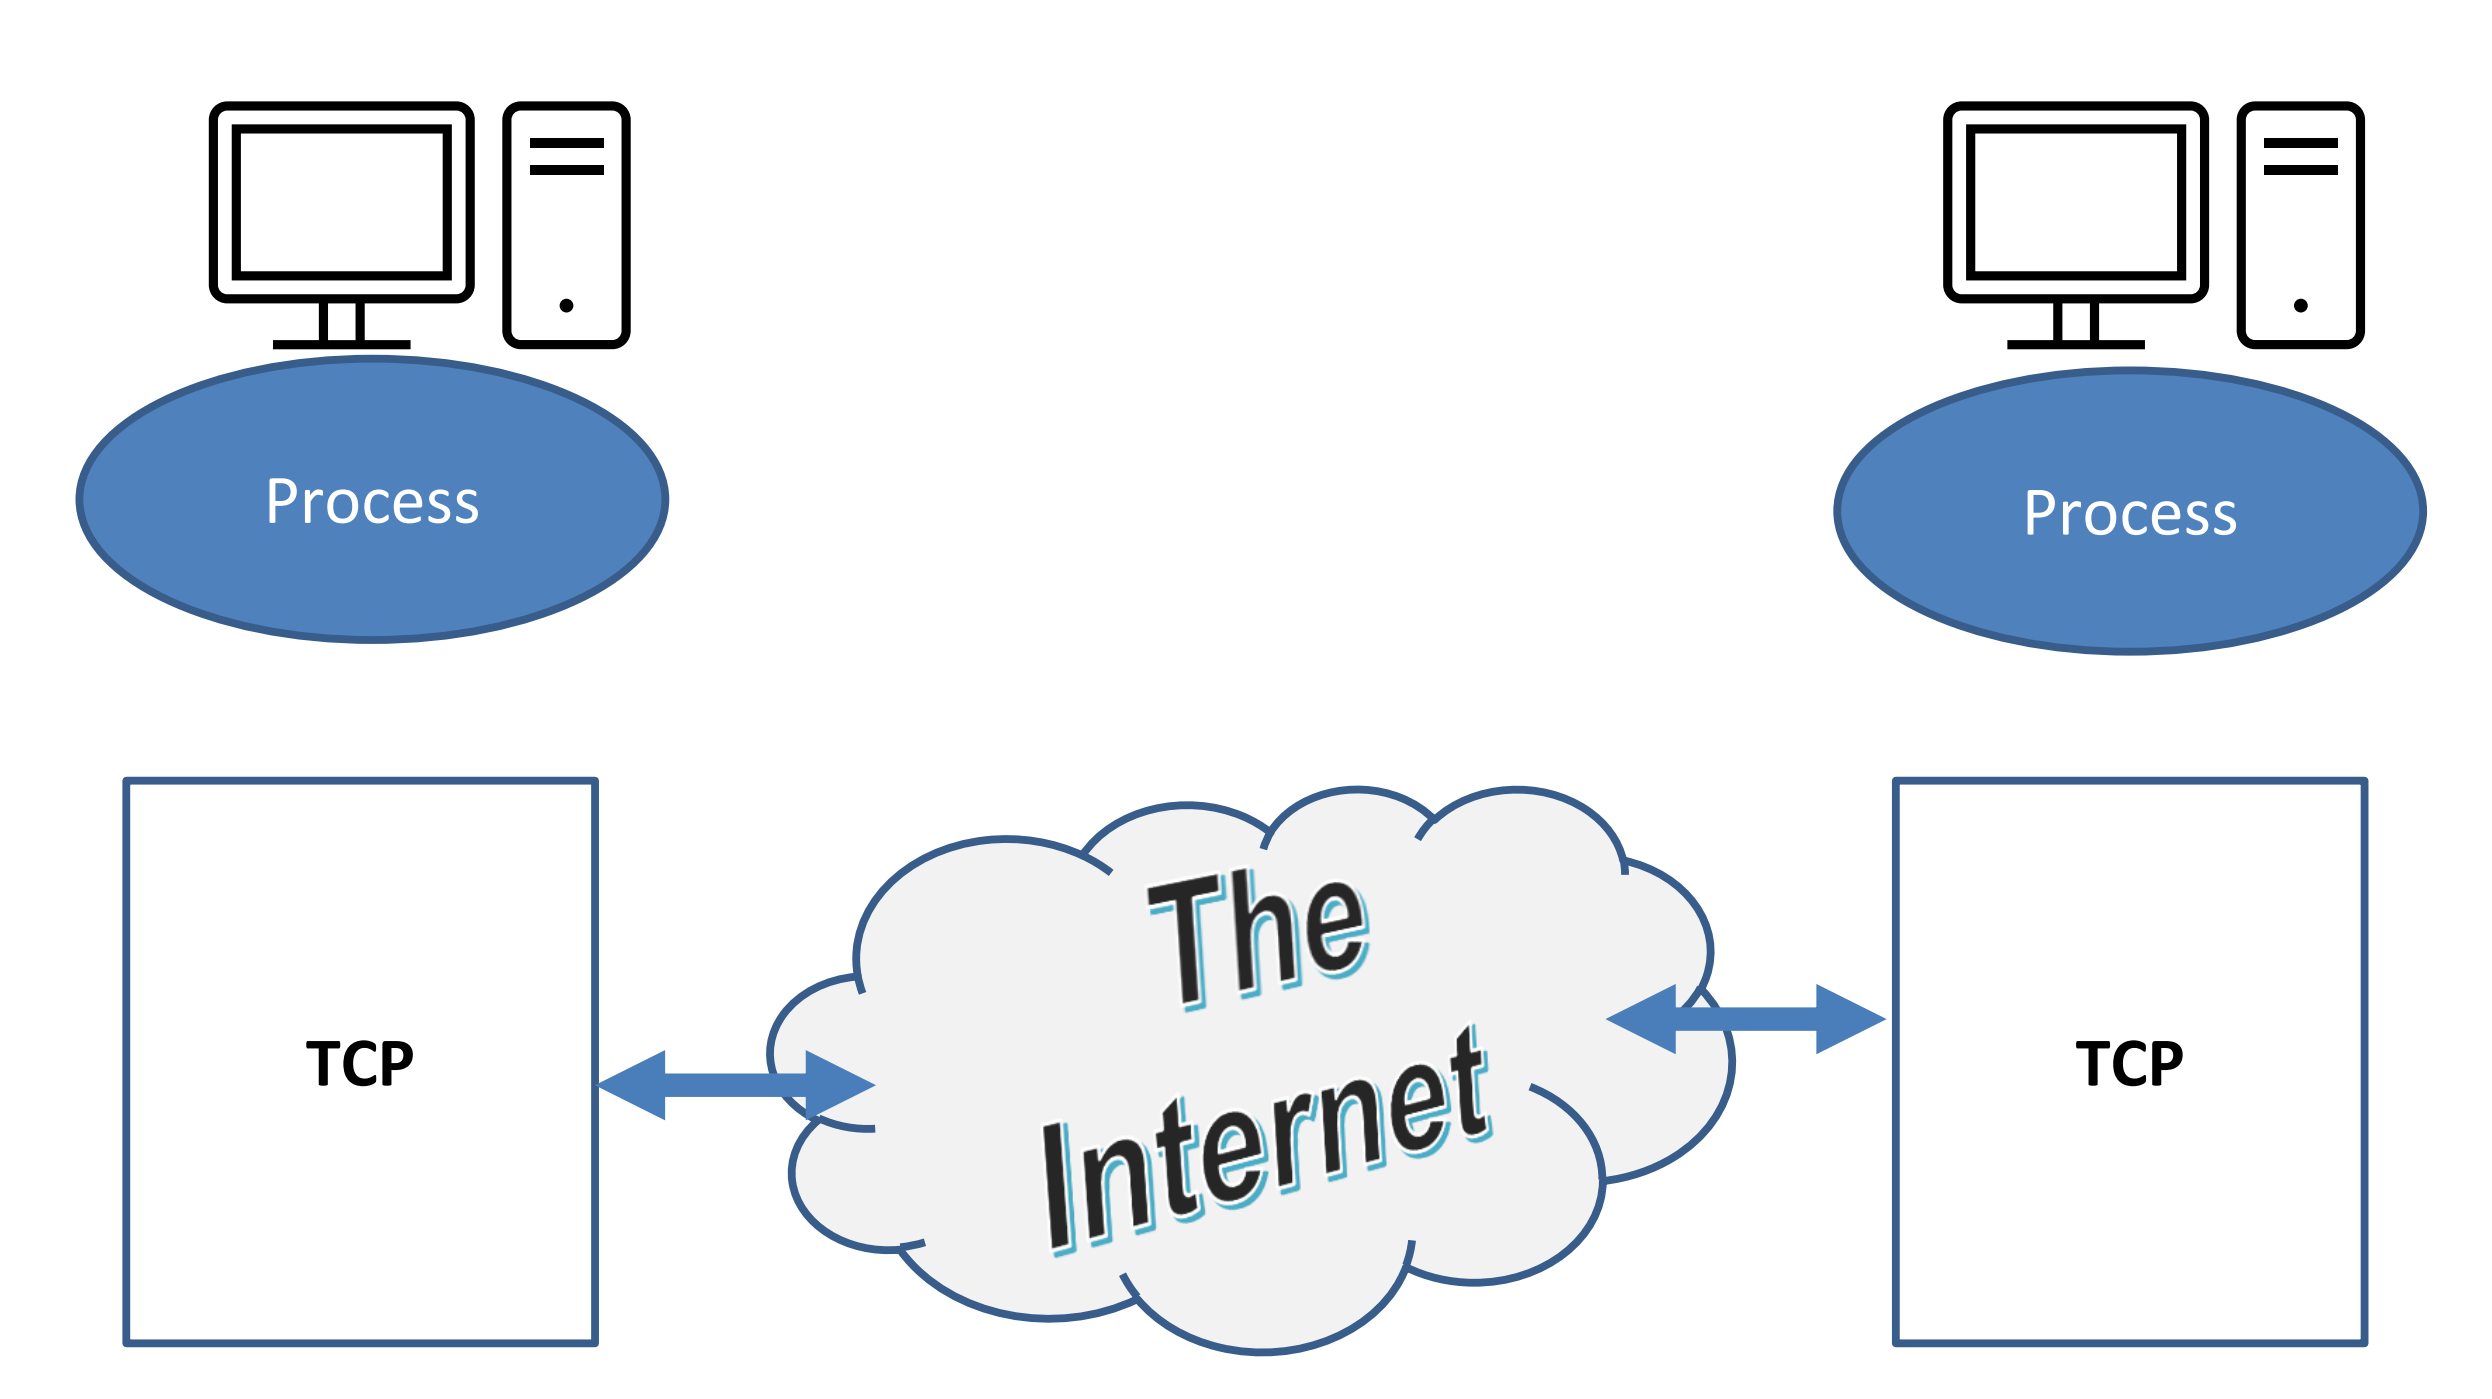 Process
Process
TCP
The
Internet
TCP